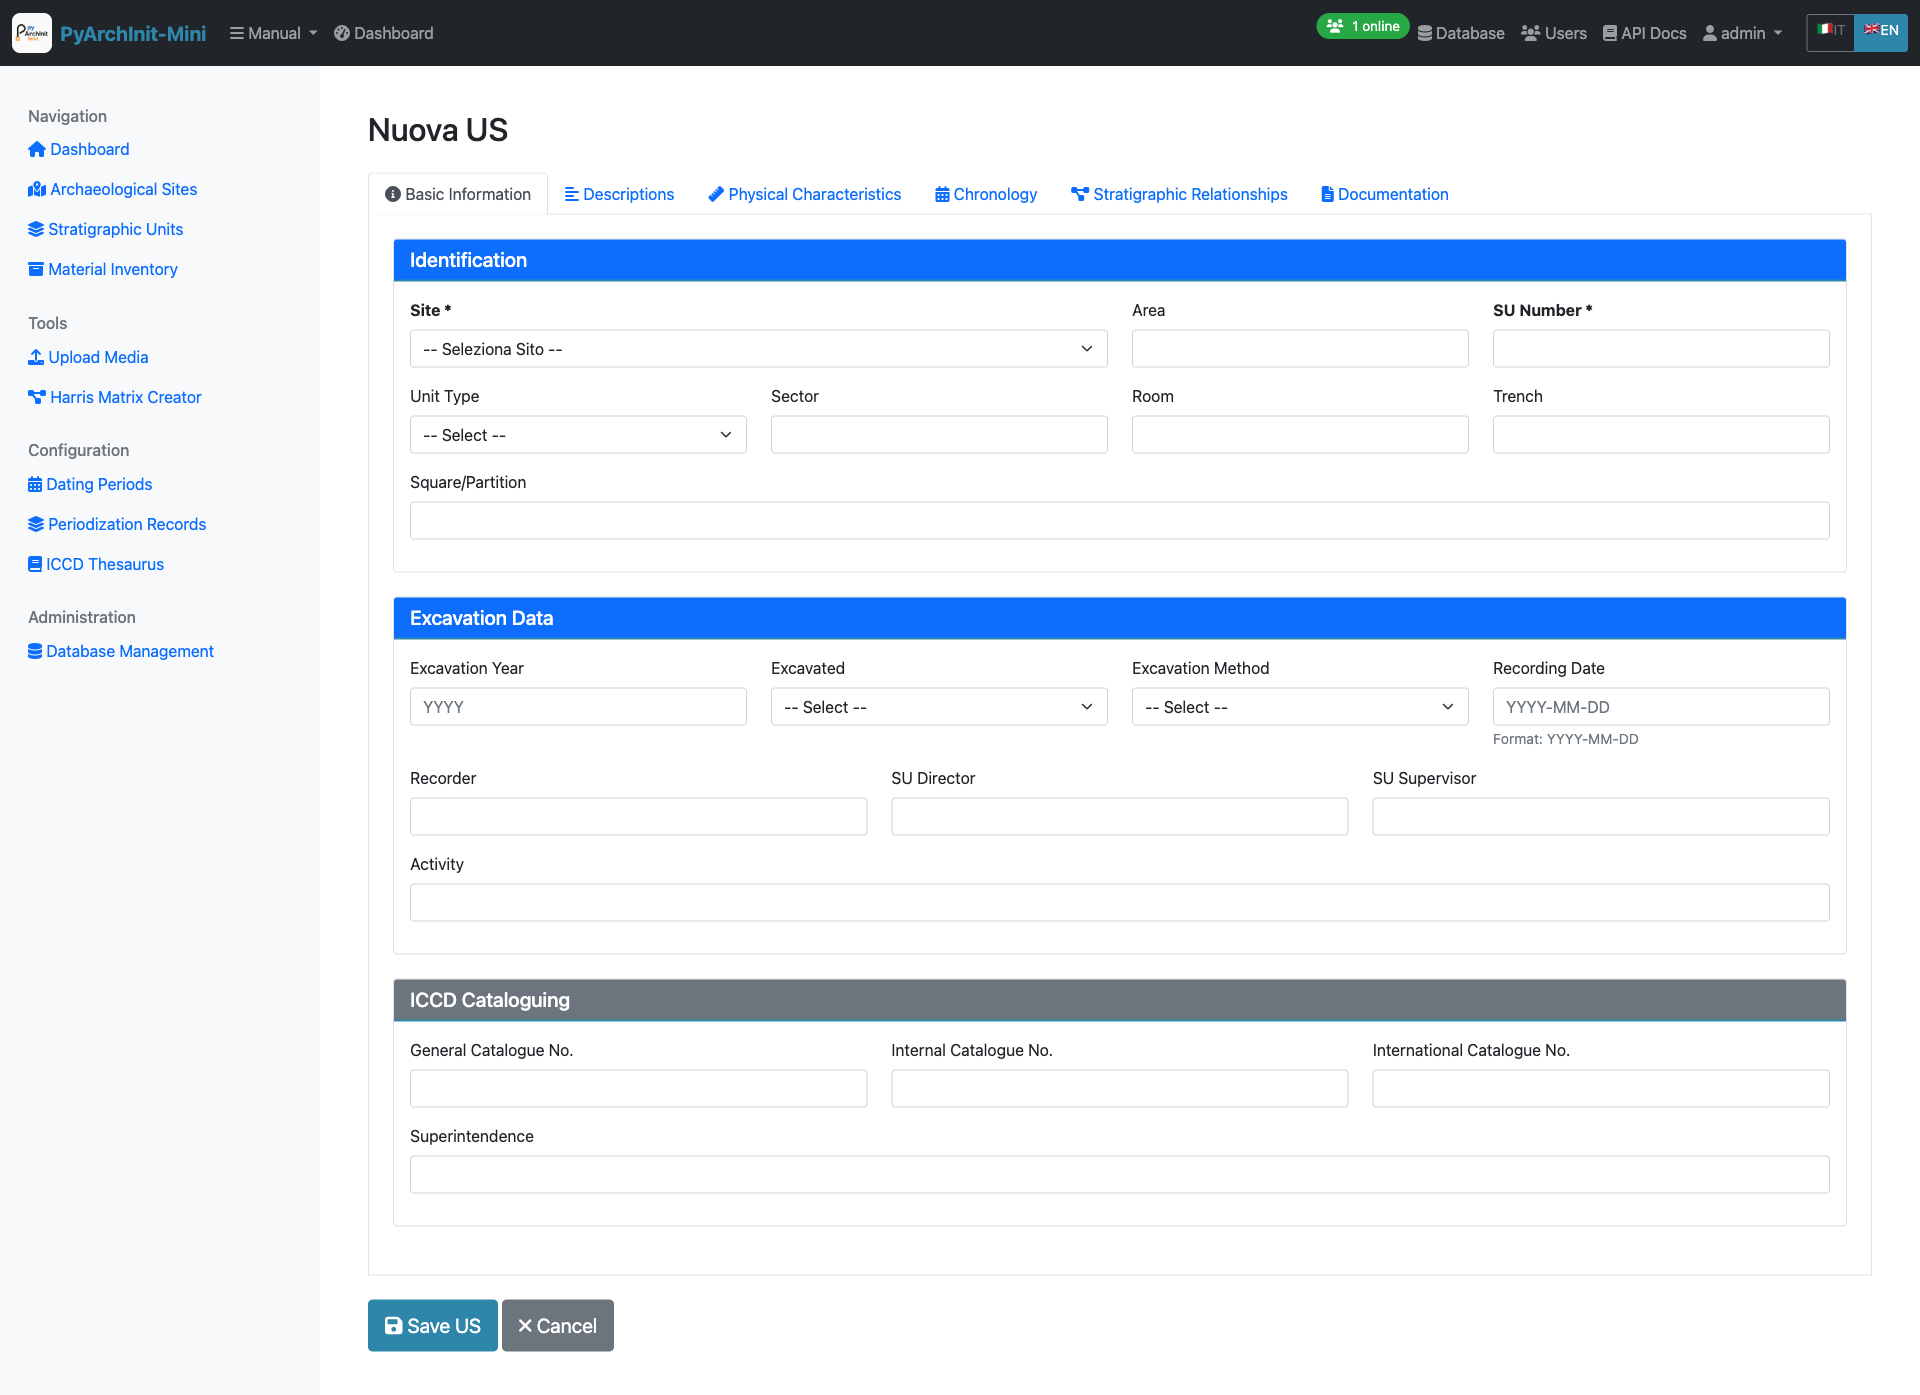 PyArchInit-Mini Manual Dashboard 1 online Database Users API Docs admin IT EN
Navigation
Dashboard
Archaeological Sites
Stratigraphic Units
Material Inventory
Tools
Upload Media
Harris Matrix Creator
Configuration
Dating Periods
Periodization Records
ICCD Thesaurus
Administration
Database Management
Nuova US
Basic Information Descriptions Physical Characteristics Chronology Stratigraphic Relationships Documentation
Identification
Site * Area SU Number *
-- Seleziona Sito --
Unit Type Sector Room Trench
-- Select --
Square/Partition
Excavation Data
Excavation Year Excavated Excavation Method Recording Date
YYYY -- Select -- -- Select -- YYYY-MM-DD
Format: YYYY-MM-DD
Recorder SU Director SU Supervisor
Activity
ICCD Cataloguing
General Catalogue No. Internal Catalogue No. International Catalogue No.
Superintendence
Save US Cancel